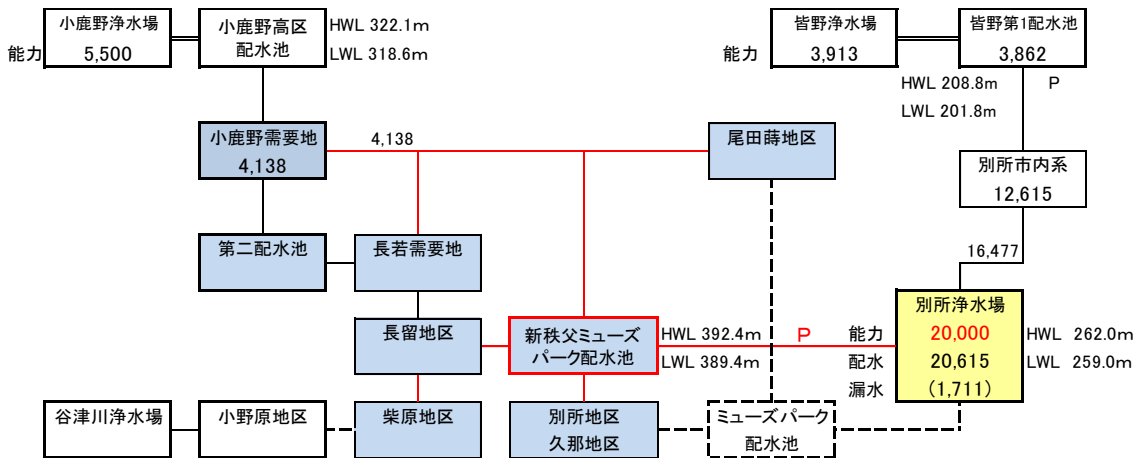 小鹿野浄水場
能力
5,500
小鹿野高区
配水池
HWL 322.1m
LWL 318.6m
皆野浄水場
能力
3,913
皆野第1配水池
3,862
HWL 208.8m
P
LWL 201.8m
小鹿野需要地
4,138
4,138
尾田蒔地区
別所市内系
12,615
第二配水池
長若需要地
16,477
長留地区
新秩父ミューズ
パーク配水池
HWL 392.4m
LWL 389.4m
P
別所浄水場
能力
20,000
配水
20,615
漏水
(1,711)
HWL 262.0m
LWL 259.0m
谷津川浄水場
小野原地区
柴原地区
別所地区
久那地区
ミューズパーク
配水池